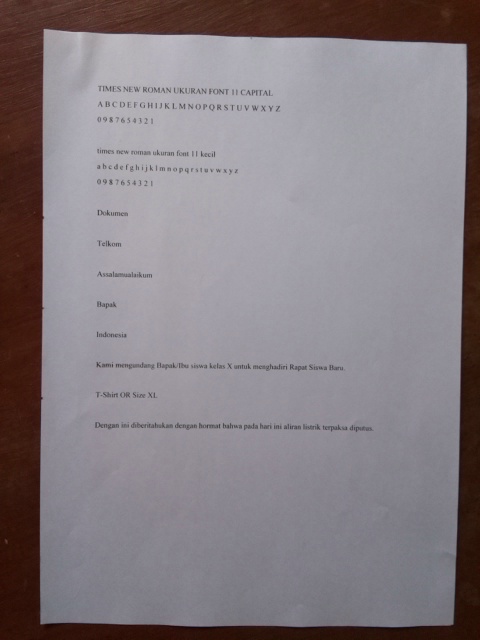 TIMES NEW ROMAN UKURAN FONT 11 CAPITAL
A B C D E F G H I J K L M N O P Q R S T U V W X Y Z
0 9 8 7 6 5 4 3 2 1
times new roman ukuran font 11 kecil
a b c d e f g h i j k l m n o p q r s t u v w x y z
0 9 8 7 6 5 4 3 2 1
Dokumen
Telkom
Assalamualaikum
Bapak
Indonesia
Kami mengundang Bapak/Ibu siswa kelas X untuk menghadiri Rapat Siswa Baru.
T-Shirt OR Size XL
Dengan ini diberitahukan dengan hormat bahwa pada hari ini aliran listrik terpaksa diputus.